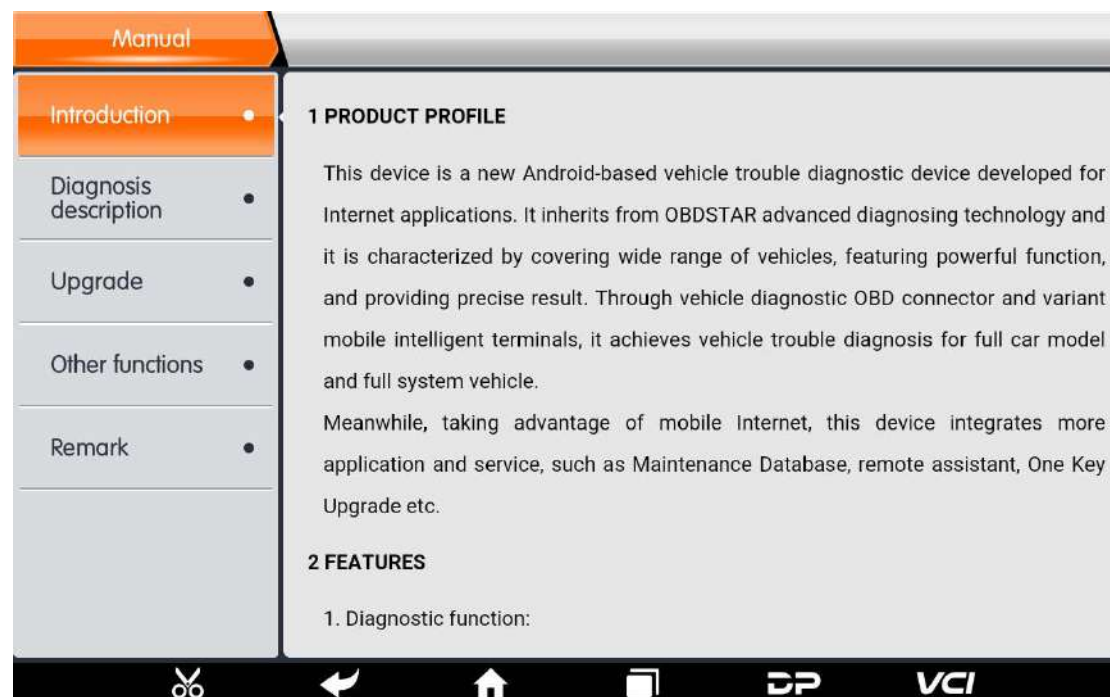 Manual
Introduction
Diagnosis
description
Upgrade
Other functions
Remark
1 PRODUCT PROFILE
This device is a new Android-based vehicle trouble diagnostic device developed for
Internet applications. It inherits from OBDSTAR advanced diagnosing technology and
it is characterized by covering wide range of vehicles, featuring powerful function,
and providing precise result. Through vehicle diagnostic OBD connector and variant
mobile intelligent terminals, it achieves vehicle trouble diagnosis for full car model
and full system vehicle.
Meanwhile, taking advantage of mobile Internet, this device integrates more
application and service, such as Maintenance Database, remote assistant, One Key
Upgrade etc.
2 FEATURES
1. Diagnostic function:
DP
VCI